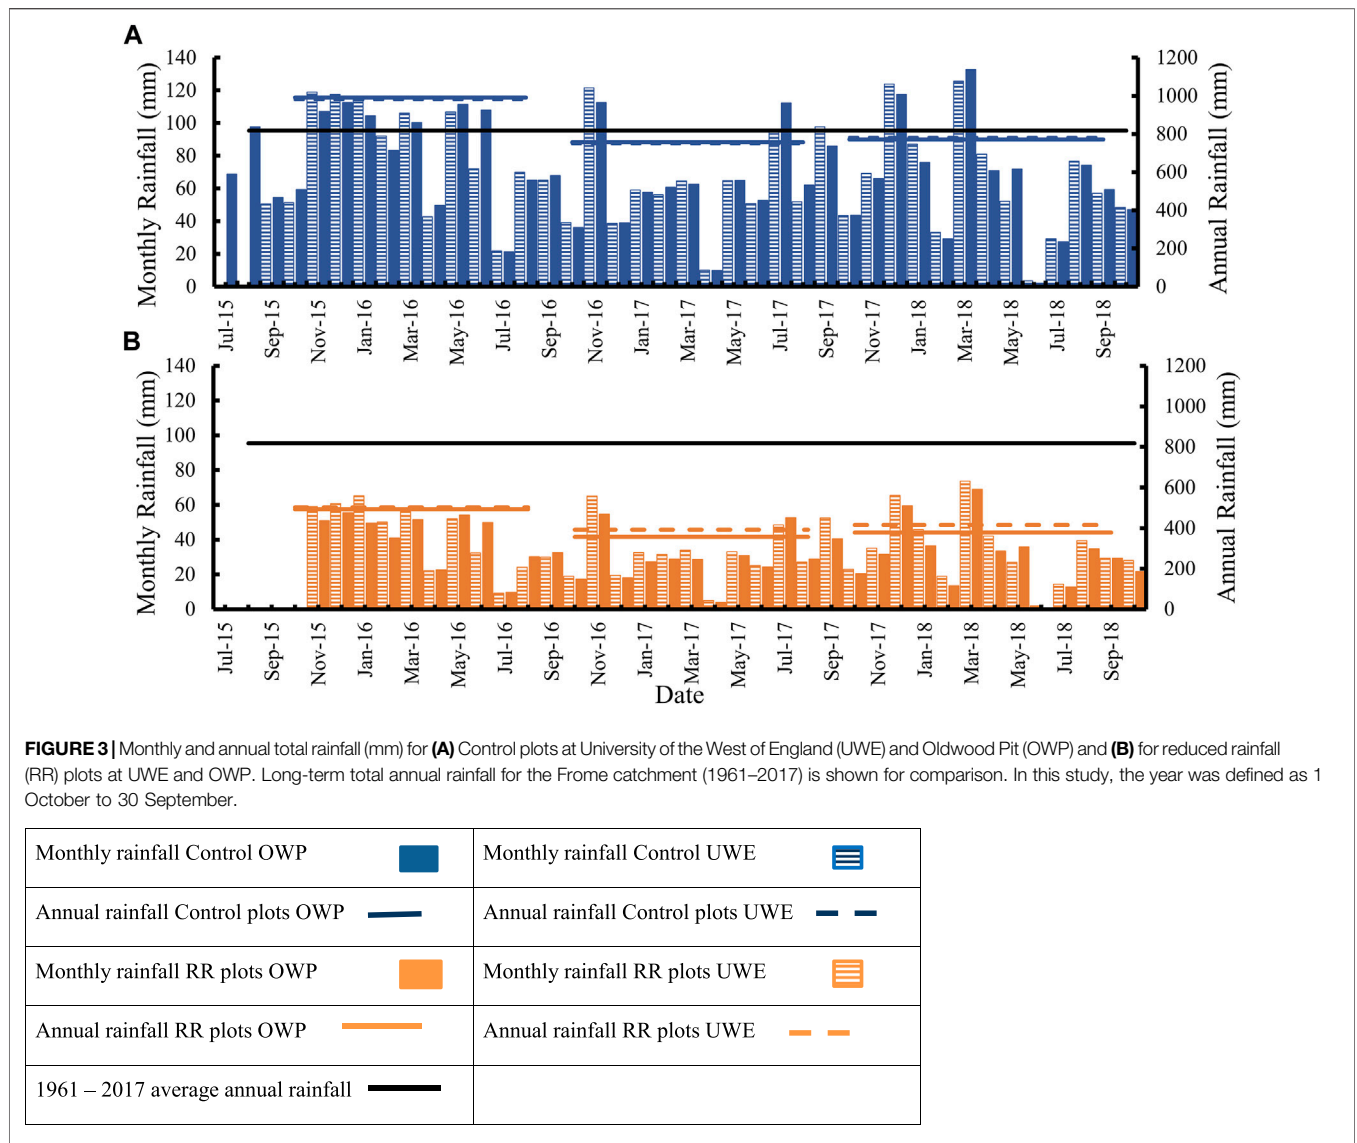 A
Monthly Rainfall (mm)
140
120
100
80
60
40
20
0
1200
1000
800
600
400
200
0
Annual Rainfall (mm)
Jul-15
Sep-15
Nov-15
Jan-16
Mar-16
May-16
Jul-16
Sep-16
Nov-16
Jan-17
Mar-17
May-17
Jul-17
Sep-17
Nov-17
Jan-18
Mar-18
May-18
Jul-18
Sep-18
B
Monthly Rainfall (mm)
140
120
100
80
60
40
20
0
1200
1000
800
600
400
200
0
Annual Rainfall (mm)
Jul-15
Sep-15
Nov-15
Jan-16
Mar-16
May-16
Jul-16
Sep-16
Nov-16
Jan-17
Mar-17
May-17
Jul-17
Sep-17
Nov-17
Jan-18
Mar-18
May-18
Jul-18
Sep-18
Date
FIGURE 3 | Monthly and annual total rainfall (mm) for (A) Control plots at University of the West of England (UWE) and Oldwood Pit (OWP) and (B) for reduced rainfall
(RR) plots at UWE and OWP. Long-term total annual rainfall for the Frome catchment (1961–2017) is shown for comparison. In this study, the year was defined as 1
October to 30 September.
Monthly rainfall Control OWP
Monthly rainfall Control UWE
Annual rainfall Control plots OWP
Annual rainfall Control plots UWE
Monthly rainfall RR plots OWP
Monthly rainfall RR plots UWE
Annual rainfall RR plots OWP
Annual rainfall RR plots UWE
1961 – 2017 average annual rainfall